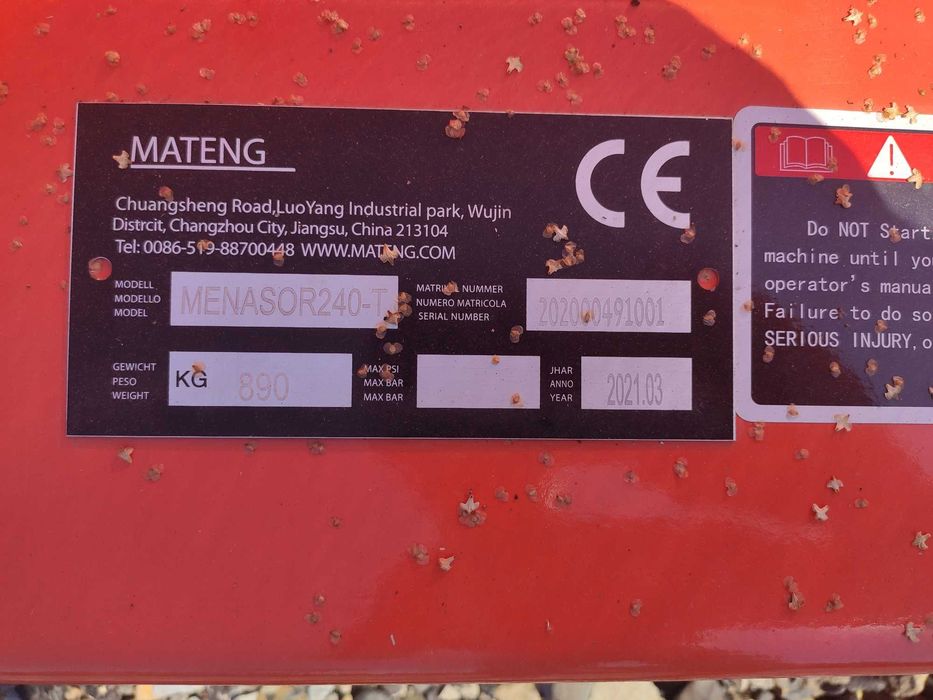 MATENG
CE
Chuangsheng Road,LuoYang Industrial park, Wujin
Distrcit, Changzhou City, Jiangsu, China 213104
Tel: 0086-519-88700448 WWW.MATENG.COM
MODELL
MODELLO
MODEL
MENASOR240-T
MATRIKUL NUMMER
NUMERO MATRICOLA
SERIAL NUMBER
202000491001
GEWICHT
PESO
WEIGHT
KG 890
MAX PSI
MAX BAR
MAX BAR
JHAR
ANNO
YEAR
2021.03
Do NOT Start
machine until yo
operator's manua
Failure to do so
SERIOUS INJURY,o